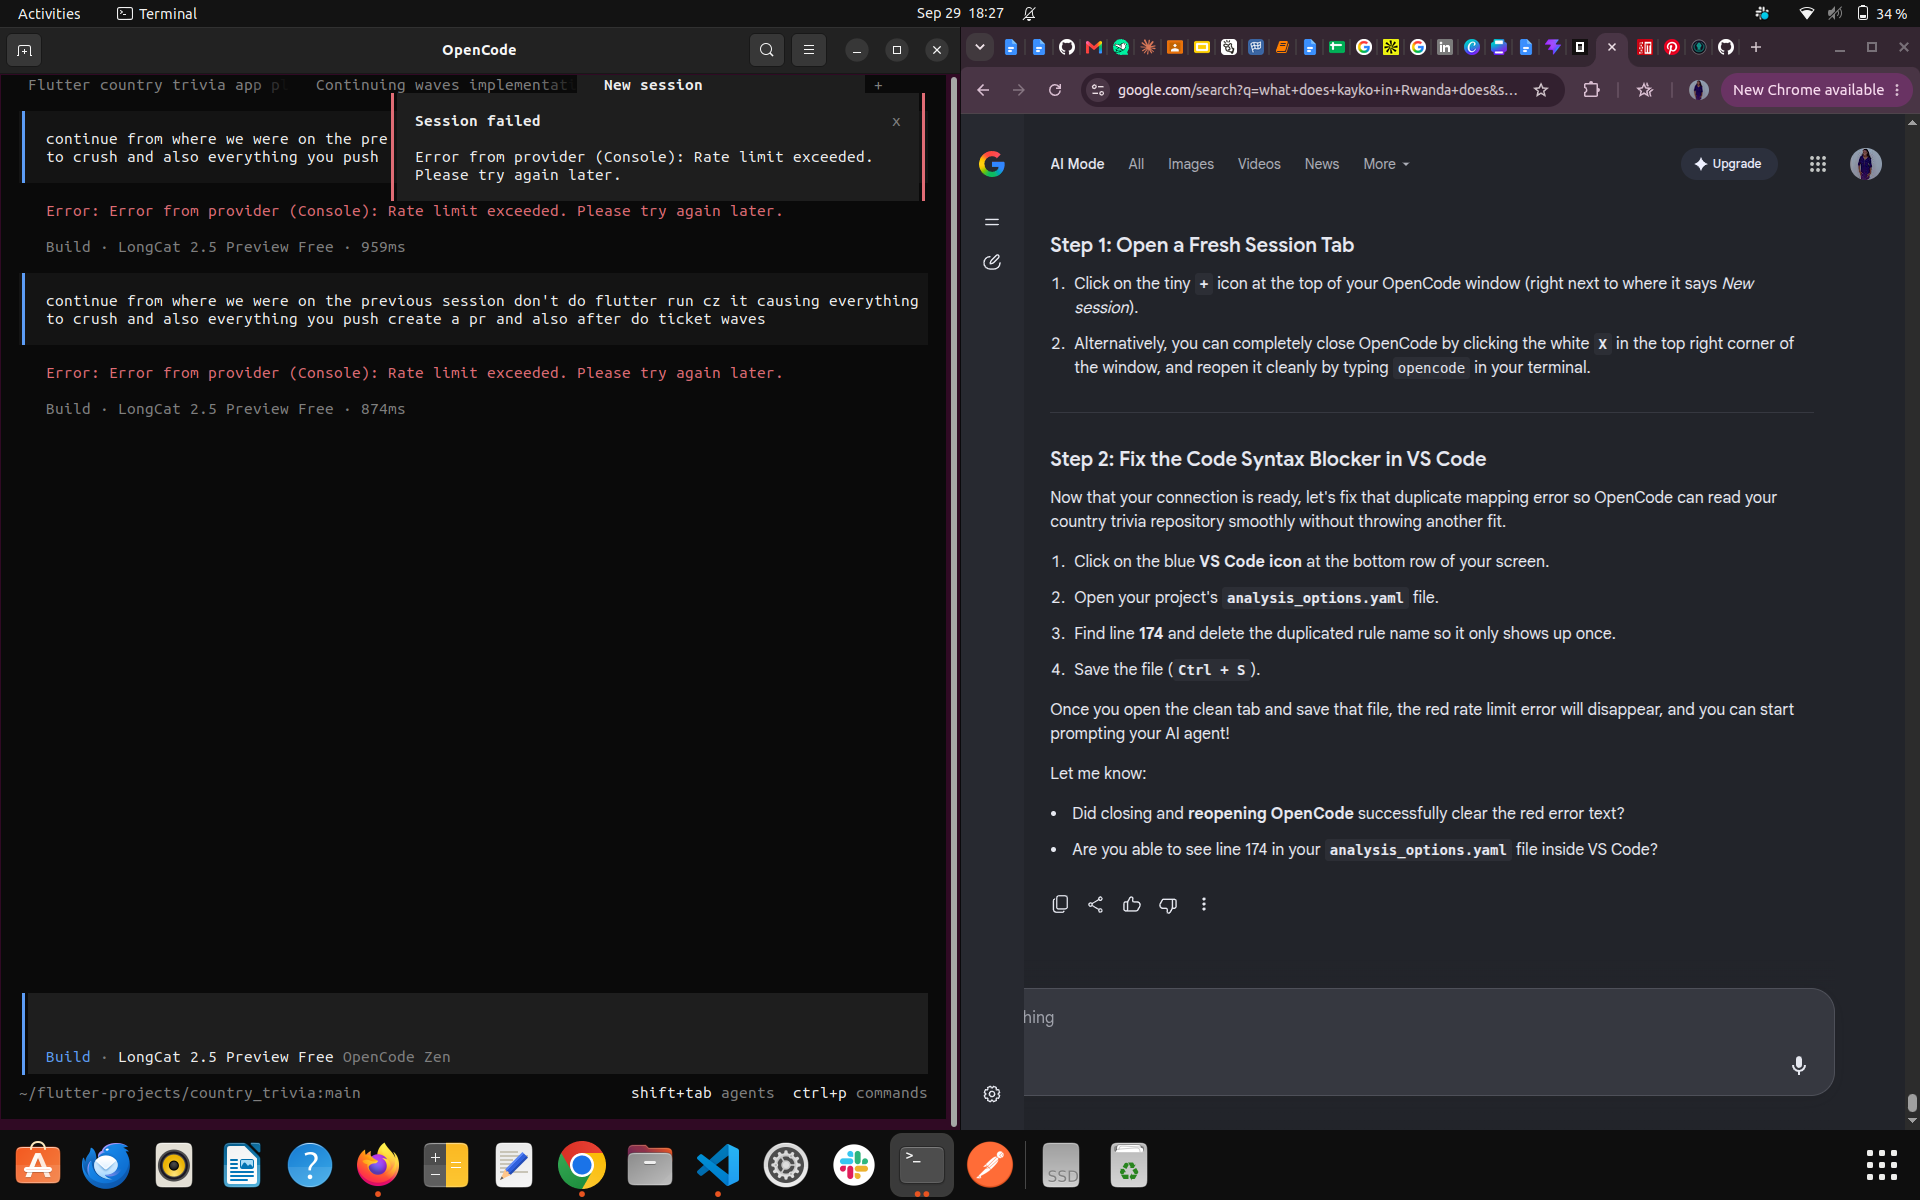 Activities
Terminal
Sep 29 18:27
34 %
OpenCode
Flutter country trivia app p
Continuing waves implementat
New session
+
continue from where we were on the pre
to crush and also everything you push
Session failed
x
Error from provider (Console): Rate limit exceeded.
Please try again later.
Error: Error from provider (Console): Rate limit exceeded. Please try again later.
Build · LongCat 2.5 Preview Free · 959ms
continue from where we were on the previous session don't do flutter run cz it causing everything
to crush and also everything you push create a pr and also after do ticket waves
Error: Error from provider (Console): Rate limit exceeded. Please try again later.
Build · LongCat 2.5 Preview Free · 874ms
Build · LongCat 2.5 Preview Free OpenCode Zen
~/flutter-projects/country_trivia:main
shift+tab agents ctrl+p commands
google.com/search?q=what+does+kayko+in+Rwanda+does&s...
New Chrome available
AI Mode
All
Images
Videos
News
More
Upgrade
Step 1: Open a Fresh Session Tab
1. Click on the tiny + icon at the top of your OpenCode window (right next to where it says New
session).
2. Alternatively, you can completely close OpenCode by clicking the white X in the top right corner of
the window, and reopen it cleanly by typing opencode in your terminal.
Step 2: Fix the Code Syntax Blocker in VS Code
Now that your connection is ready, let's fix that duplicate mapping error so OpenCode can read your
country trivia repository smoothly without throwing another fit.
1. Click on the blue VS Code icon at the bottom row of your screen.
2. Open your project's analysis_options.yaml file.
3. Find line 174 and delete the duplicated rule name so it only shows up once.
4. Save the file ( Ctrl + S ).
Once you open the clean tab and save that file, the red rate limit error will disappear, and you can start
prompting your AI agent!
Let me know:
• Did closing and reopening OpenCode successfully clear the red error text?
• Are you able to see line 174 in your analysis_options.yaml file inside VS Code?
hing
SSD